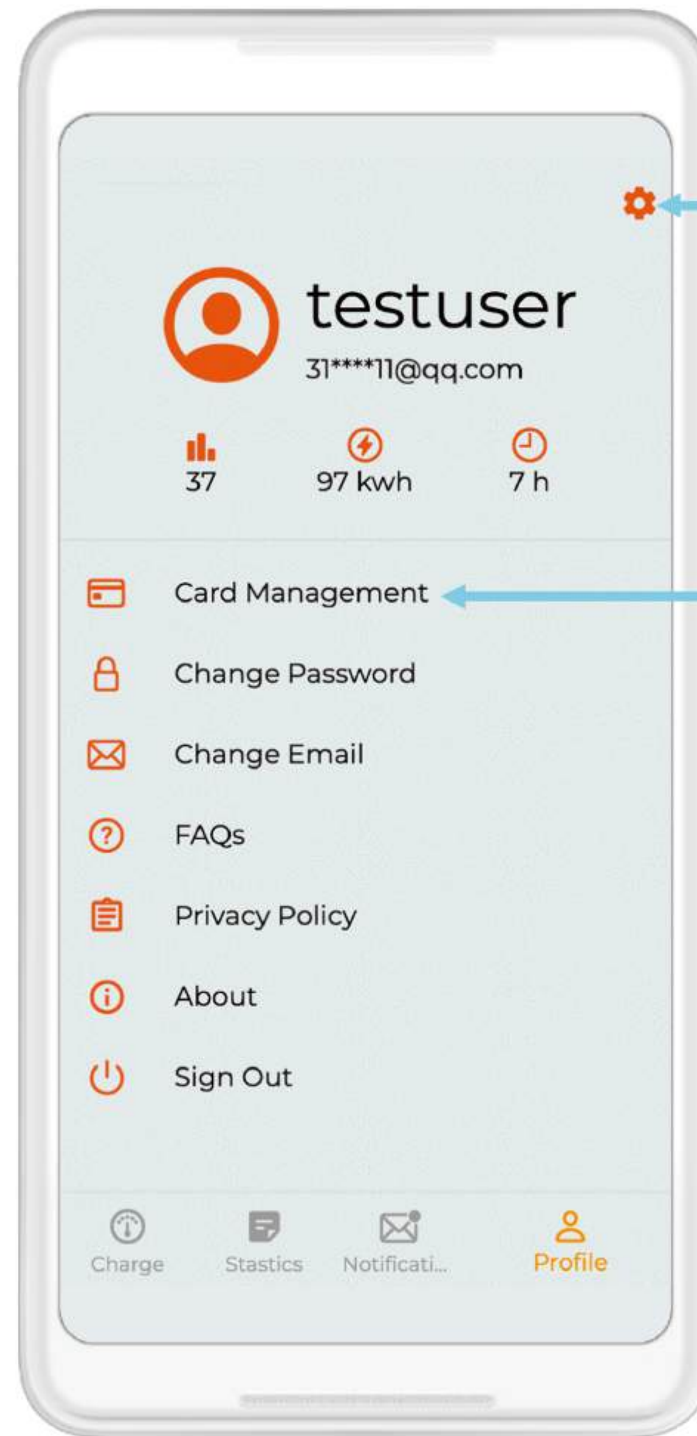 testuser
31****11@qq.com
37 97 kwh 7 h
Card Management
Change Password
Change Email
FAQs
Privacy Policy
About
Sign Out
Charge Stastics Notificati... Profile